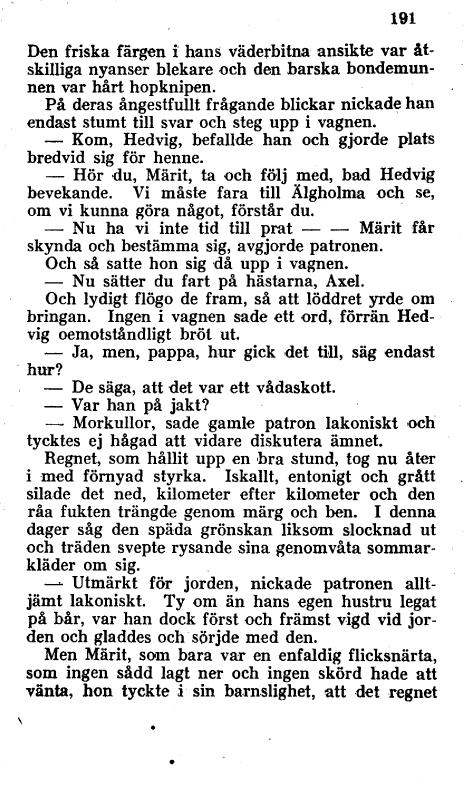 191
Den friska färgen i hans väderbitna ansikte var åt-
skilliga nyanser blekare och den barska bondemun-
nen var hårt hopknipen.
På deras ångestfullt frågande blickar nickade han
endast stumt till svar och steg upp i vagnen.
— Kom, Hedvig, befallde han och gjorde plats
bredvid sig för henne.
— Hör du, Märit, ta och följ med, bad Hedvig
bevekande. Vi måste fara till Älgholma och se,
om vi kunna göra något, förstår du.
— Nu ha vi inte tid till prat — — Märit får
skynda och bestämma sig, avgjorde patronen.
Och så satte hon sig då upp i vagnen.
— Nu sätter du fart på hästarna, Axel.
Och lydigt flögo de fram, så att löddret yrde om
bringan. Ingen i vagnen sade ett ord, förrän Hed-
vig oemotståndligt bröt ut.
— Ja, men, pappa, hur gick det till, säg endast
hur?
— De säga, att det var ett vådaskott.
— Var han på jakt?
— Morkullor, sade gamle patron lakoniskt och
tycktes ej hågad att vidare diskutera ämnet.
Regnet, som hållit upp en bra stund, tog nu åter
i med förnyad styrka. Iskallt, entonigt och grått
silade det ned, kilometer efter kilometer och den
råa fukten trängde genom märg och ben. I denna
dager såg den späda grönskan liksom slocknad ut
och träden svepte rysande sina genomvåta sommar-
kläder om sig.
— Utmärkt för jorden, nickade patronen allt-
jämt lakoniskt. Ty om än hans egen hustru legat
på bår, var han dock först och främst vigd vid jor-
den och gladdes och sörjde med den.
Men Märit, som bara var en enfaldig flicksnärta,
som ingen sådd lagt ner och ingen skörd hade att
vänta, hon tyckte i sin barnslighet, att det regnet